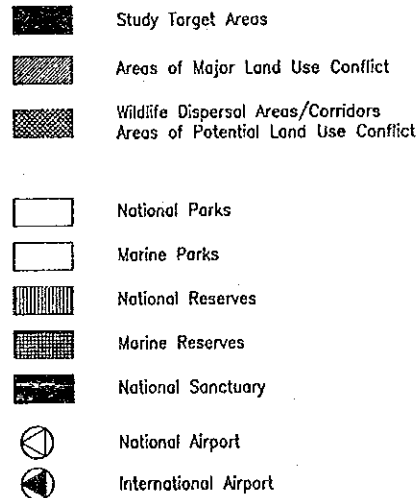 Study Target Areas
Areas of Major Land Use Conflict
Wildlife Dispersal Areas/Corridors
Areas of Potential Land Use Conflict
National Parks
Marine Parks
National Reserves
Marine Reserves
National Sanctuary
National Airport
International Airport